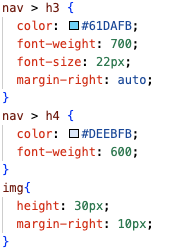 nav > h3 {
color: #61DAFB;
font-weight: 700;
font-size: 22px;
margin-right: auto;
}
nav > h4 {
color: #DEEBFB;
font-weight: 600;
}
img{
height: 30px;
margin-right: 10px;
}